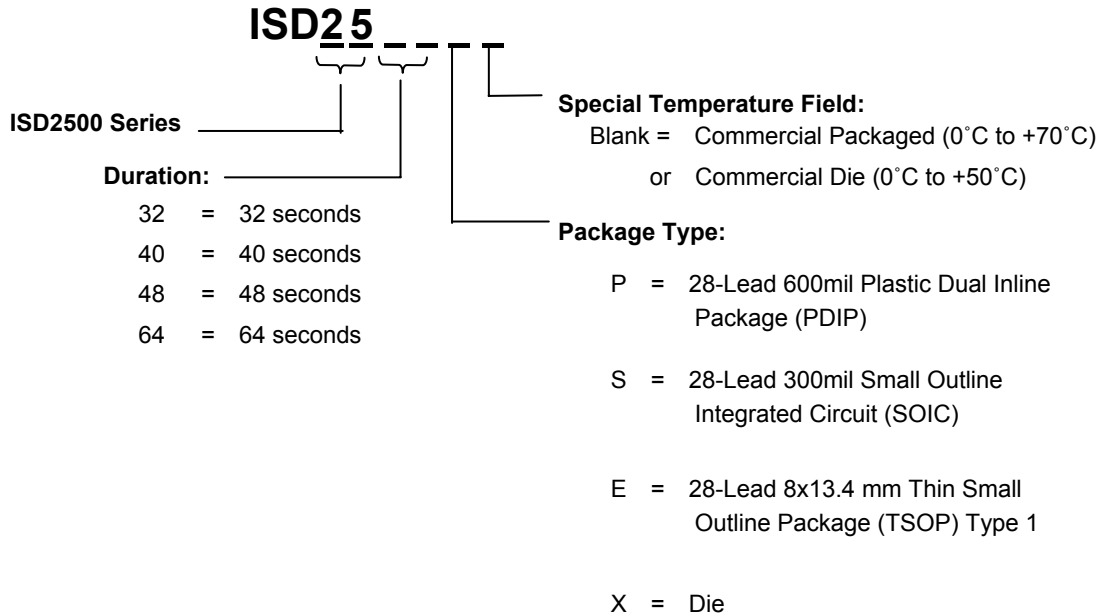 ISD25
ISD2500 Series
Duration:
32 = 32 seconds
40 = 40 seconds
48 = 48 seconds
64 = 64 seconds
Special Temperature Field:
Blank = Commercial Packaged (0˚C to +70˚C)
or Commercial Die (0˚C to +50˚C)
Package Type:
P = 28-Lead 600mil Plastic Dual Inline
Package (PDIP)
S = 28-Lead 300mil Small Outline
Integrated Circuit (SOIC)
E = 28-Lead 8x13.4 mm Thin Small
Outline Package (TSOP) Type 1
X = Die